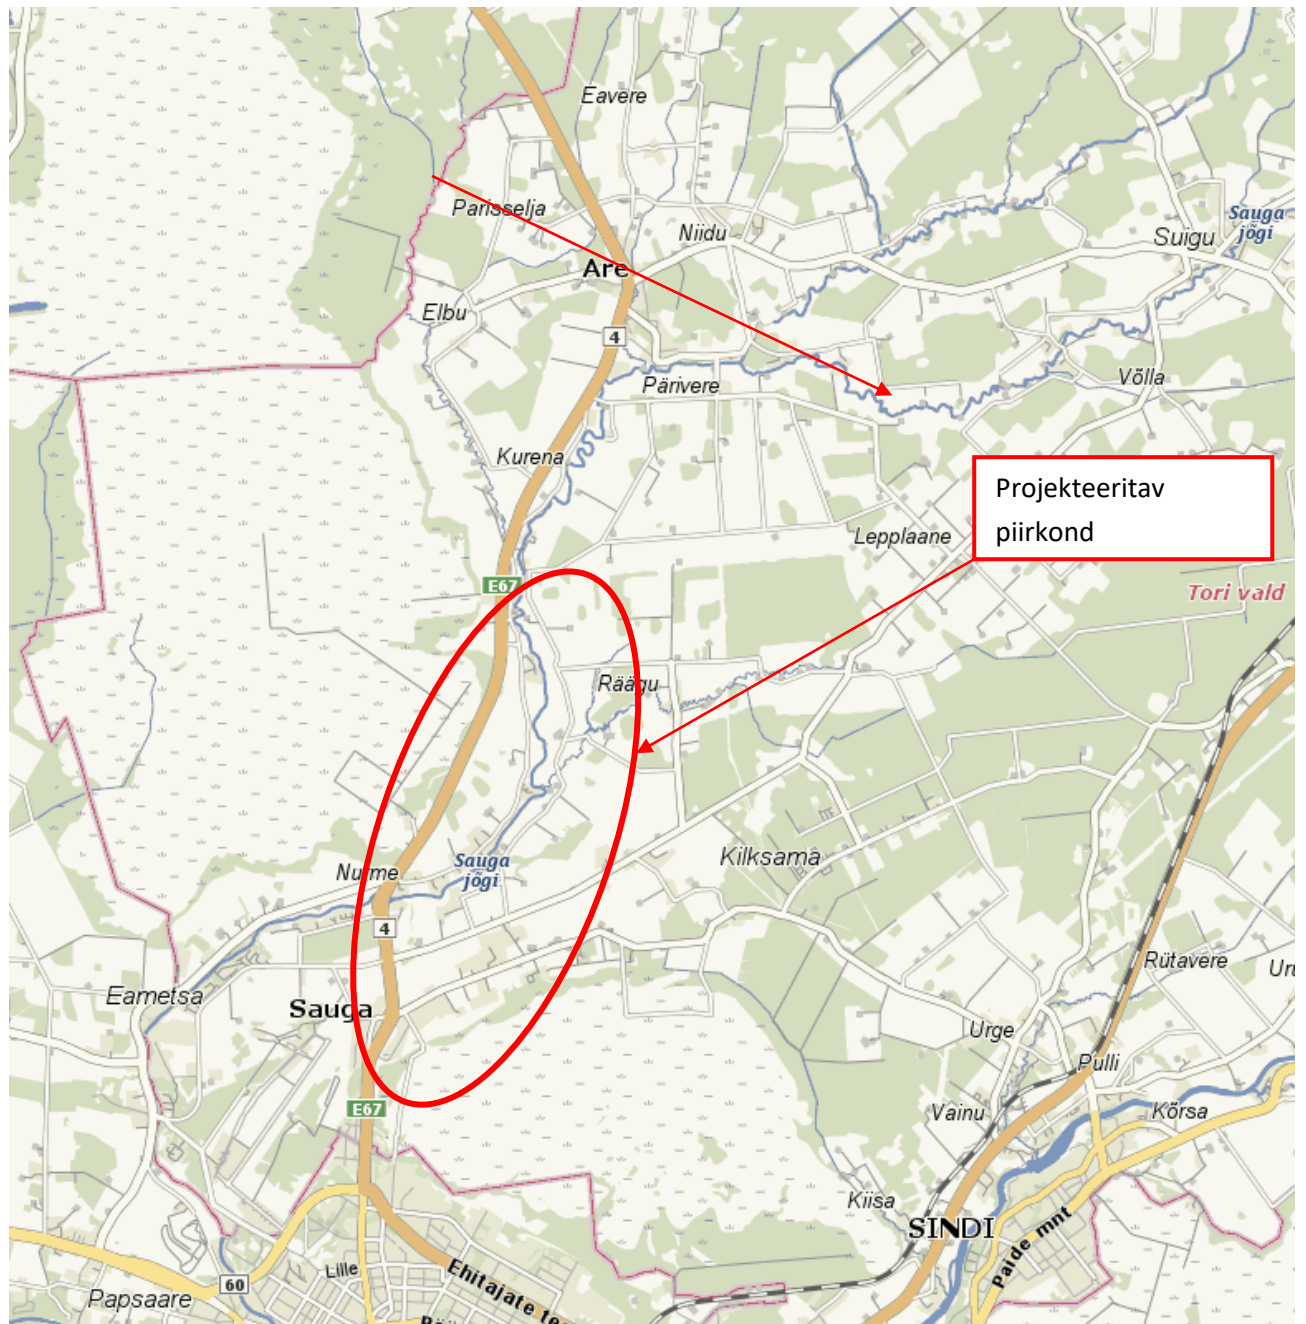 Eavere
Parisselja
Niidu
Sauga
jõgi
Suigu
Are
Elbu
4
Pärivere
Võlla
Kurena
Projekteeritav
piirkond
Lepplaane
E67
Tori vald
Räägu
Sauga
jõgi
Kilksama
Nurme
4
Rütavere
Eametsa
Sauga
Urge
Pulli
E67
Vainu
Kõrsa
Kiisa
SINDI
Paide mnt
Lille
60
Ehitajate tee
Papsaare